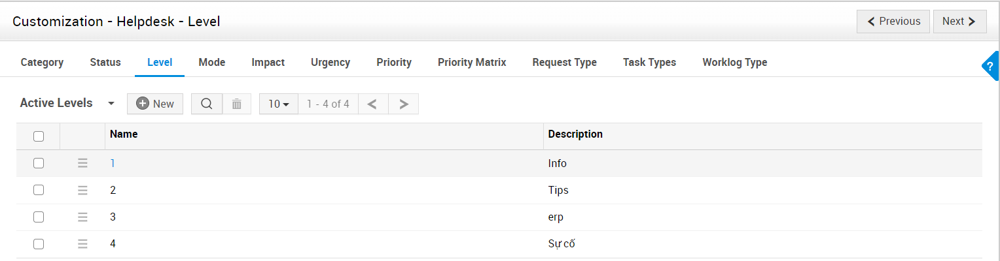 Customization - Helpdesk - Level
Previous
Next
Category Status Level Mode Impact Urgency Priority Priority Matrix Request Type Task Types Worklog Type
?
Active Levels New 10 1 - 4 of 4
Name Description
1 Info
2 Tips
3 erp
4 Sự cố